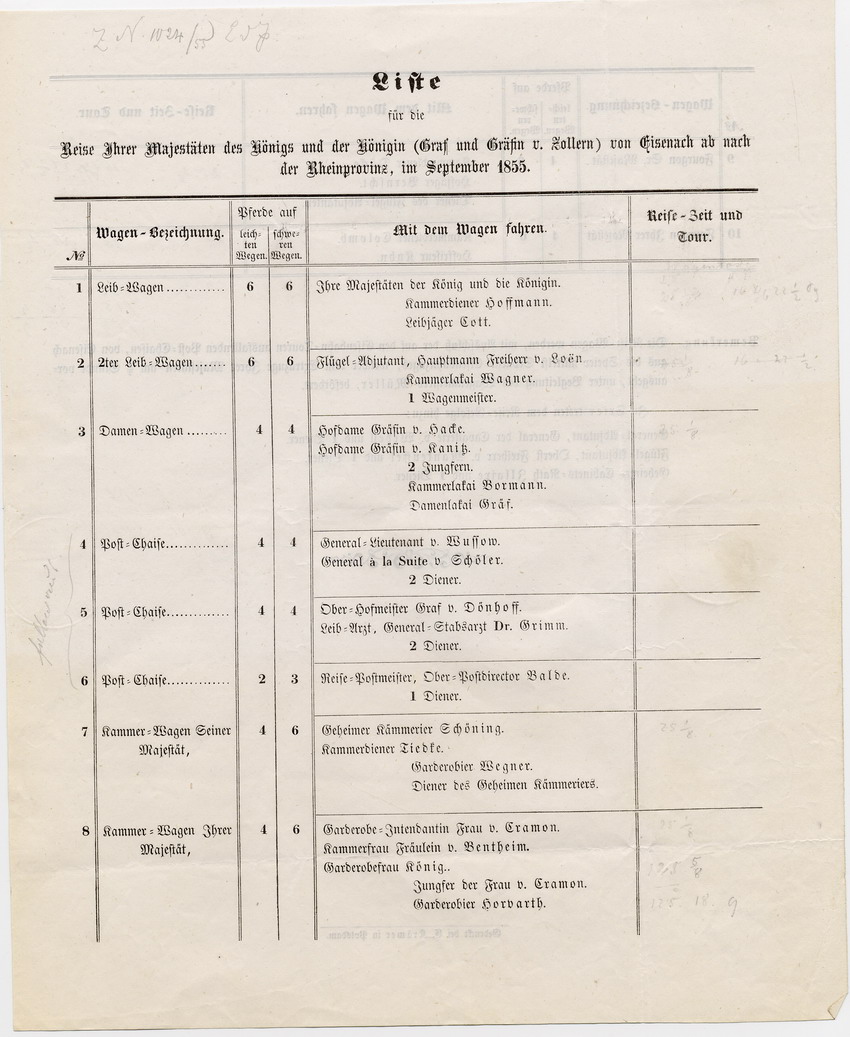 Z. N. 1024/55
Liste
für die
Reise Ihrer Majestäten des Königs und der Königin (Graf und Gräfin v. Zollern) von Eisenach ab nach
der Rheinprovinz, im September 1855.
№ Wagen-Bezeichnung. Pferde auf leich-ten Wegen. schwe-ren Wegen. Mit dem Wagen fahren. Reise-Zeit und Tour.
1 Leib-Wagen ............ 6 6 Ihre Majestäten der König und die Königin.
Kammerdiener Hoffmann.
Leibjäger Cott.
2 2ter Leib-Wagen ....... 6 6 Flügel-Adjutant, Hauptmann Freiherr v. Loën
Kammerlakai Wagner.
1 Wagenmeister.
3 Damen-Wagen ......... 4 4 Hofdame Gräfin v. Hacke.
Hofdame Gräfin v. Kanitz.
2 Jungfern.
Kammerlakai Bormann.
Damenlakai Gräf.
4 Post-Chaise............. 4 4 General-Lieutenant v. Wussow.
General à la Suite v Schöler.
2 Diener.
5 Post-Chaise............. 4 4 Ober-Hofmeister Graf v. Dönhoff.
Leib-Arzt, General-Stabsarzt Dr. Grimm.
2 Diener.
6 Post-Chaise............. 2 3 Reise-Postmeister, Ober-Postdirector Balde.
1 Diener.
7 Kammer-Wagen Seiner 4 6 Geheimer Kämmerier Schöning.
Majestät, Kammerdiener Tiedke.
Garderobier Wegner.
Diener des Geheimen Kämmeriers.
8 Kammer-Wagen Ihrer 4 6 Garderobe-Intendantin Frau v. Cramon.
Majestät, Kammerfrau Fräulein v. Bentheim.
Garderobefrau König..
Jungfer der Frau v. Cramon.
Garderobier Horvarth.